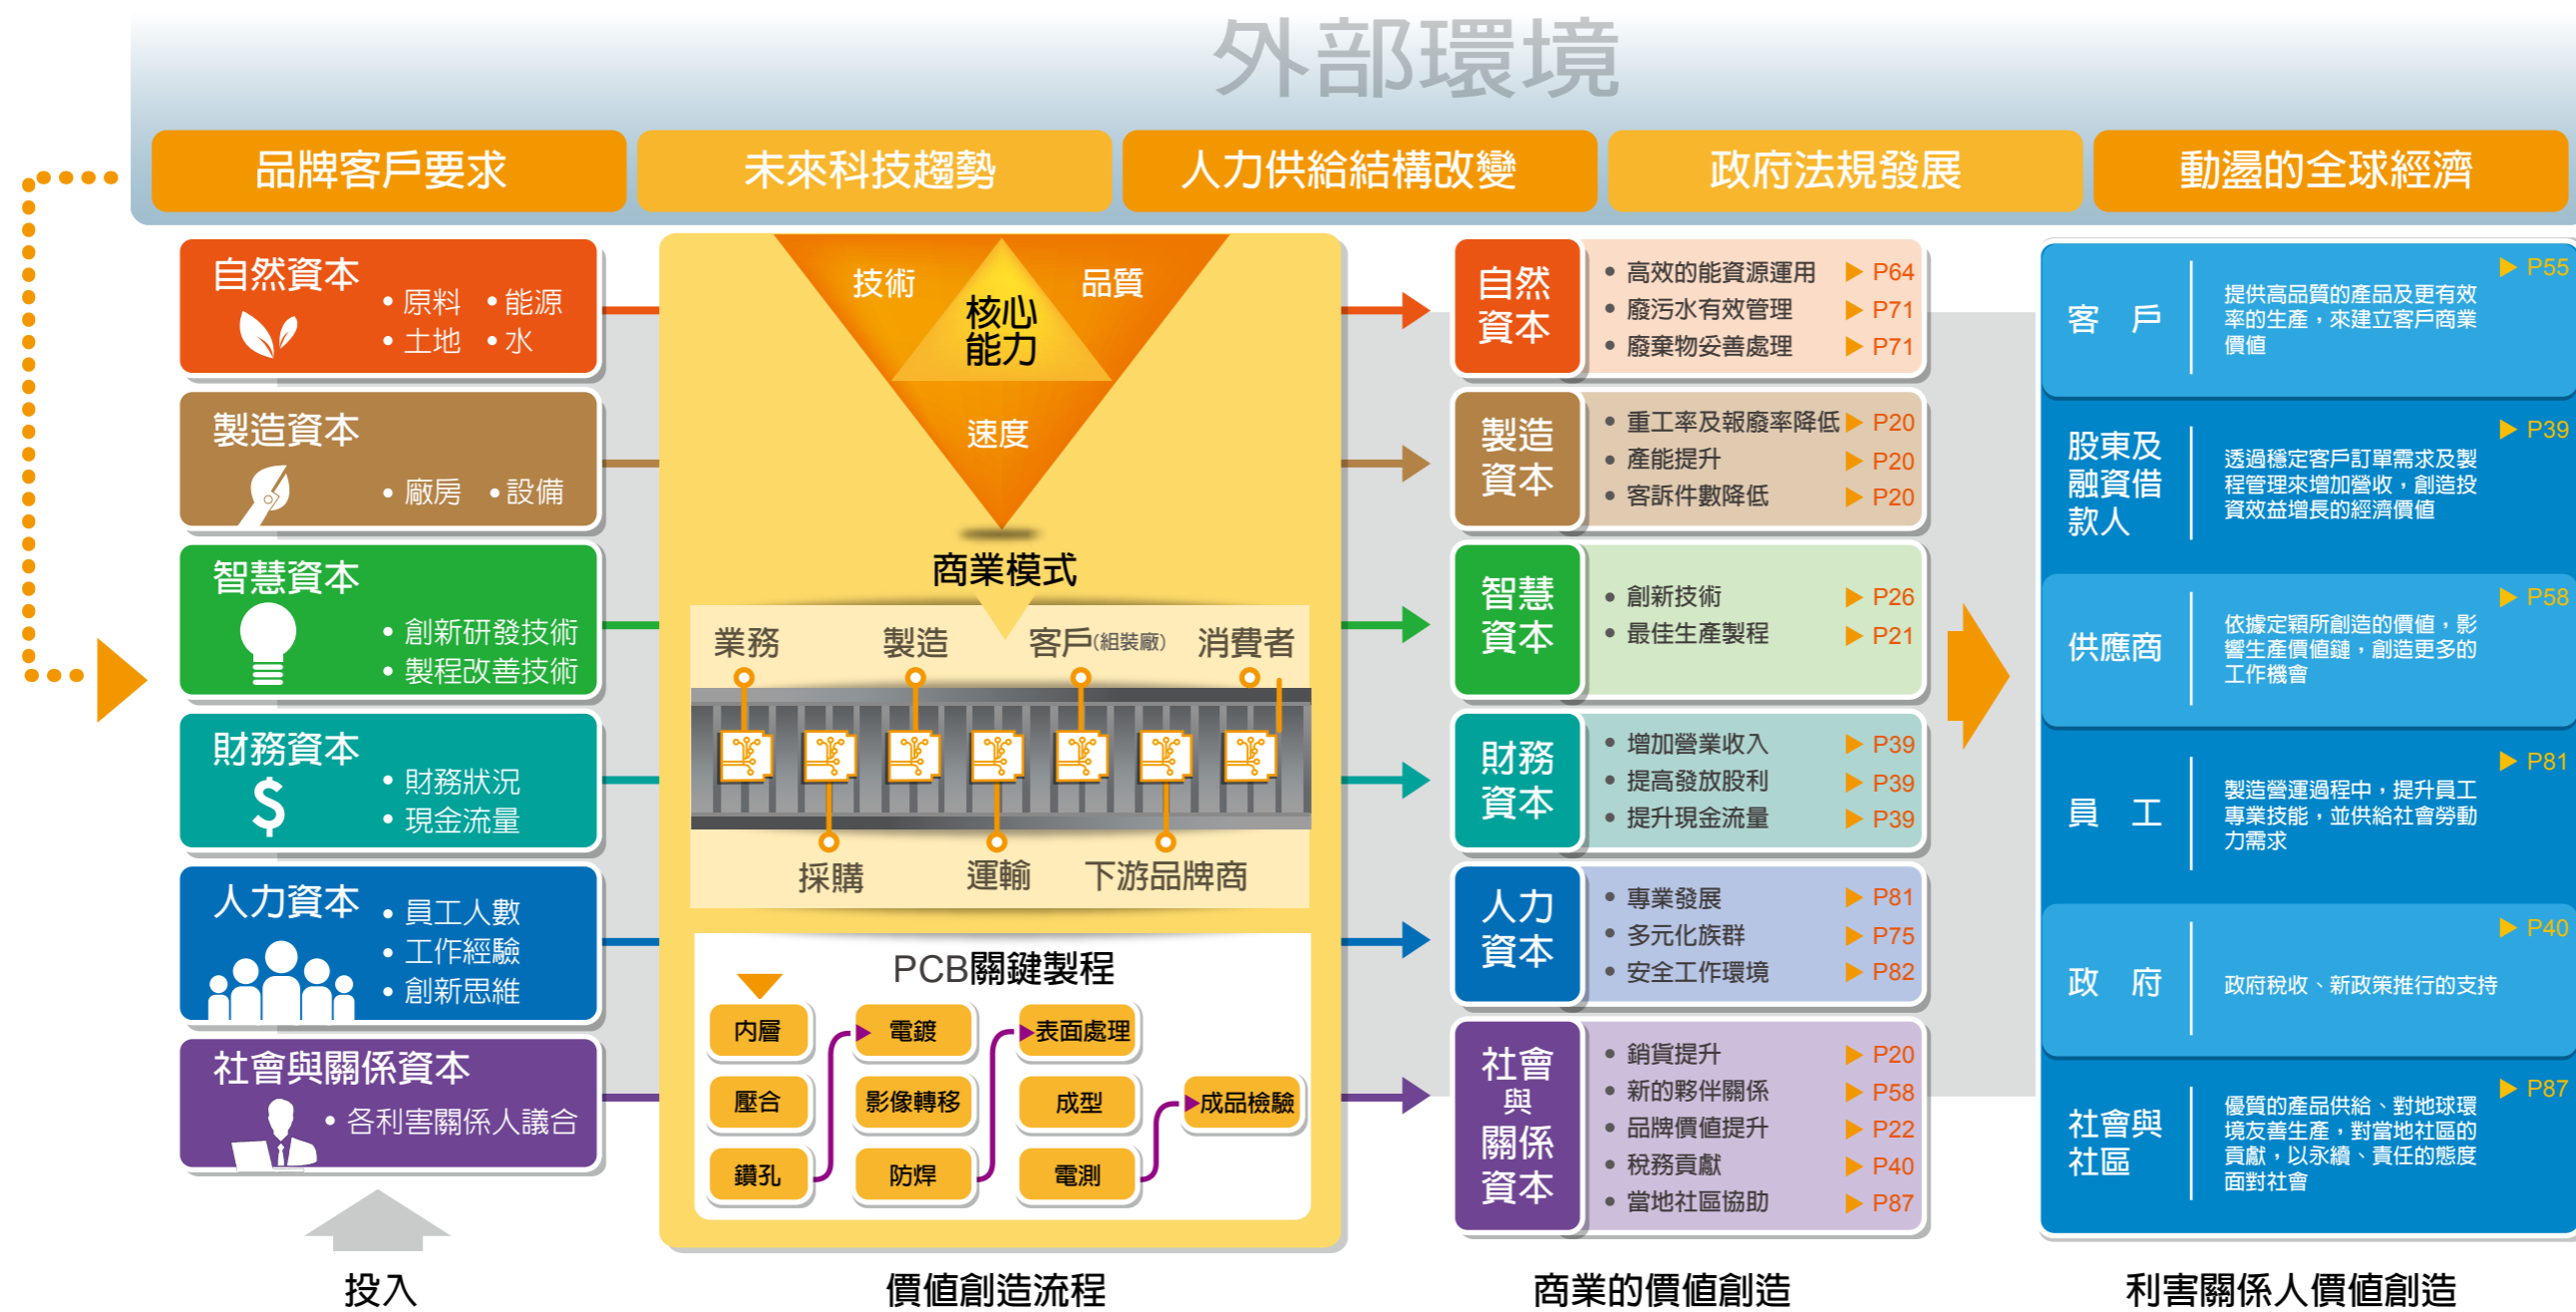 外部環境
品牌客戶要求
未來科技趨勢
人力供給結構改變
政府法規發展
動盪的全球經濟
自然資本
• 原料 • 能源
• 土地 • 水
製造資本
• 廠房 • 設備
智慧資本
• 創新研發技術
• 製程改善技術
財務資本
$
• 財務狀況
• 現金流量
人力資本
• 員工人數
• 工作經驗
• 創新思維
社會與關係資本
• 各利害關係人議合
投入
技術
品質
核心
能力
速度
商業模式
業務
製造
客戶(組裝廠)
消費者
採購
運輸
下游品牌商
PCB關鍵製程
內層
壓合
鑽孔
電鍍
影像轉移
防焊
表面處理
成型
電測
成品檢驗
價值創造流程
自然
資本
• 高效的能資源運用 ▶ P64
• 廢污水有效管理 ▶ P71
• 廢棄物妥善處理 ▶ P71
製造
資本
• 重工率及報廢率降低 ▶ P20
• 產能提升 ▶ P20
• 客訴件數降低 ▶ P20
智慧
資本
• 創新技術 ▶ P26
• 最佳生產製程 ▶ P21
財務
資本
• 增加營業收入 ▶ P39
• 提高發放股利 ▶ P39
• 提升現金流量 ▶ P39
人力
資本
• 專業發展 ▶ P81
• 多元化族群 ▶ P75
• 安全工作環境 ▶ P82
社會
與
關係
資本
• 銷貨提升 ▶ P20
• 新的夥伴關係 ▶ P58
• 品牌價值提升 ▶ P22
• 稅務貢獻 ▶ P40
• 當地社區協助 ▶ P87
商業的價值創造
客 戶
▶ P55
提供高品質的產品及更有效
率的生產，來建立客戶商業
價值
股東及
融資借
款人
▶ P39
透過穩定客戶訂單需求及製
程管理來增加營收，創造投
資效益增長的經濟價值
供應商
▶ P58
依據定穎所創造的價值，影
響生產價值鏈，創造更多的
工作機會
員 工
▶ P81
製造營運過程中，提升員工
專業技能，並供給社會勞動
力需求
政 府
▶ P40
政府稅收、新政策推行的支持
社會與
社區
▶ P87
優質的產品供給、對地球環
境友善生產，對當地社區的
貢獻，以永續、責任的態度
面對社會
利害關係人價值創造